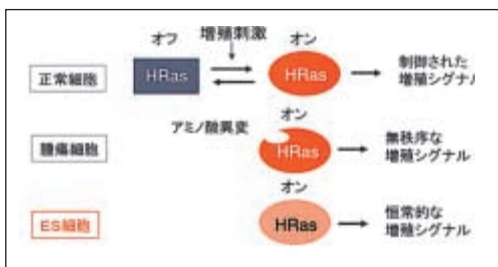 オフ 増殖刺激 オン
正常細胞 HRas HRas 制御された
増殖シグナル
アミノ酸異変 オン
腫瘍細胞 HRas 無秩序な
増殖シグナル
オン
ES細胞 HRas 恒常的な
増殖シグナル